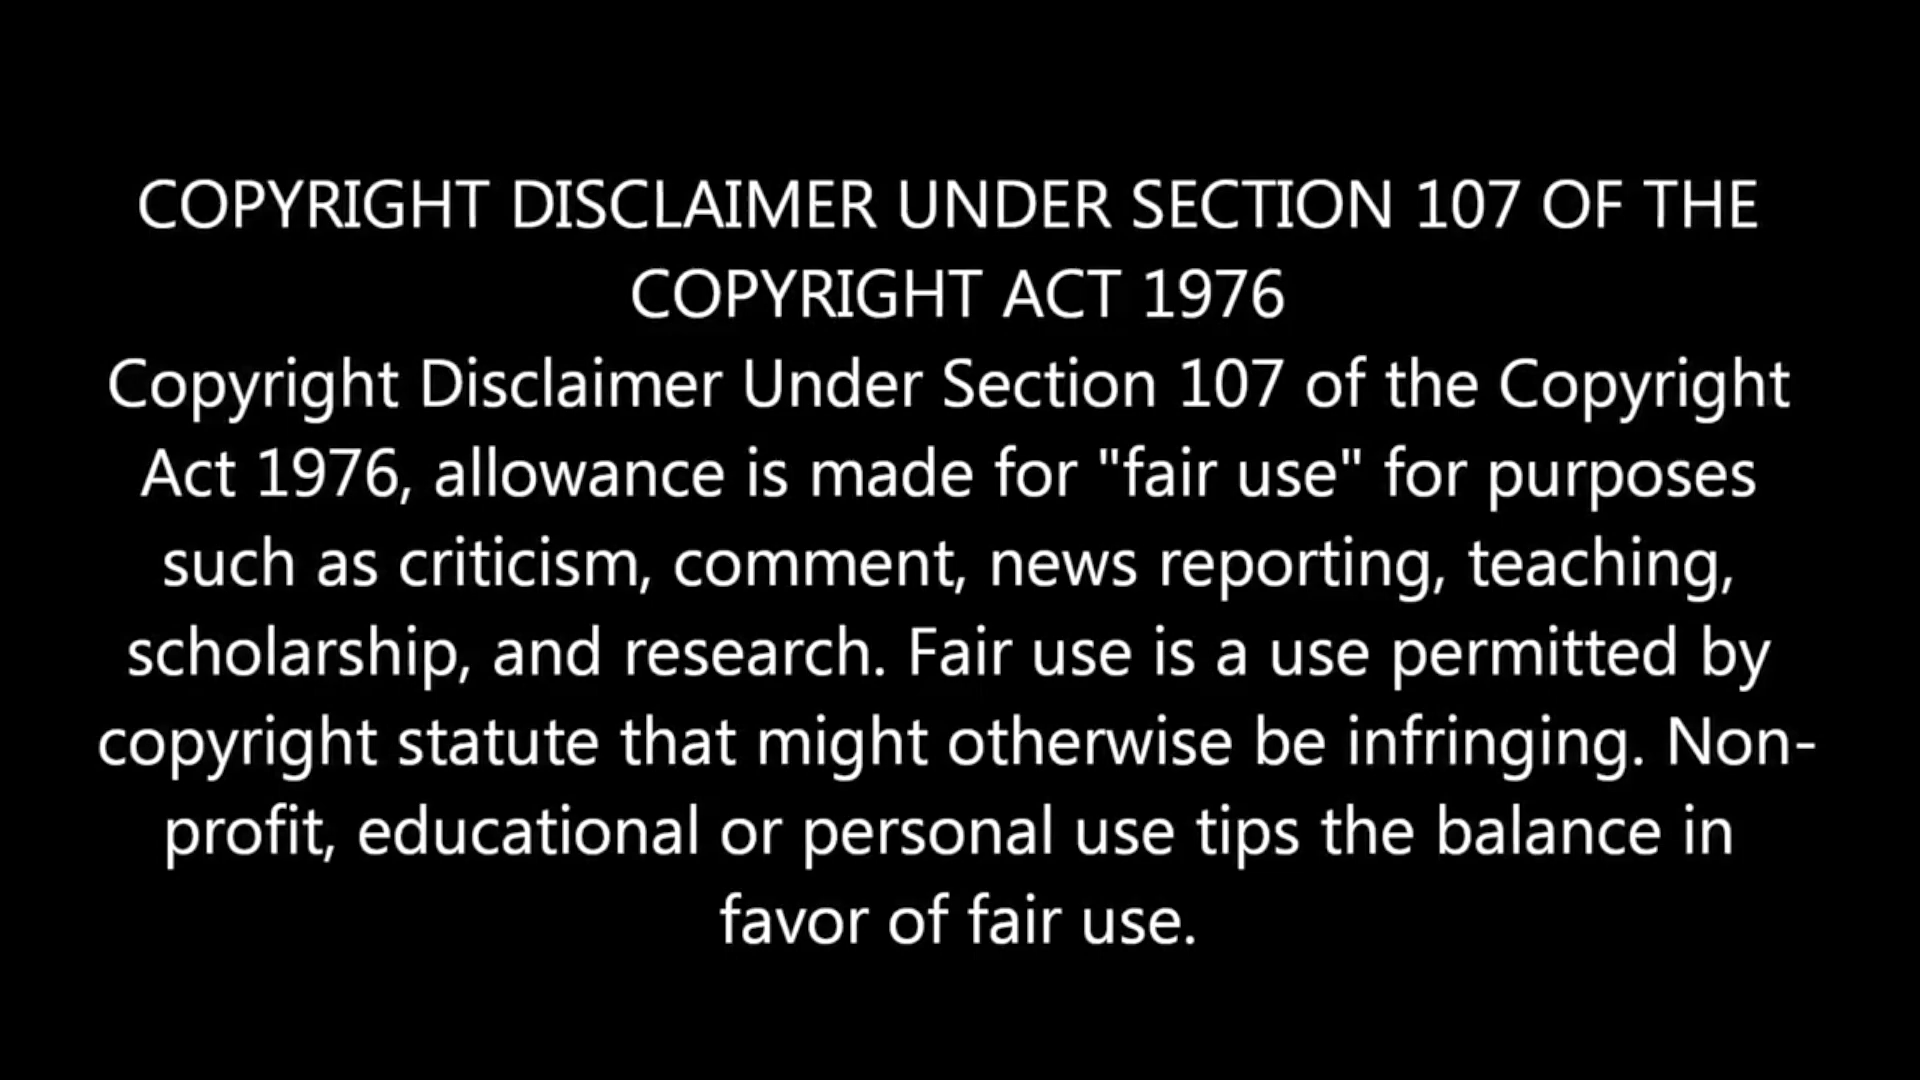 COPYRIGHT DISCLAIMER UNDER SECTION 107 OF THE
COPYRIGHT ACT 1976
Copyright Disclaimer Under Section 107 of the Copyright
Act 1976, allowance is made for "fair use" for purposes
such as criticism, comment, news reporting, teaching,
scholarship, and research. Fair use is a use permitted by
copyright statute that might otherwise be infringing. Non-
profit, educational or personal use tips the balance in
favor of fair use.